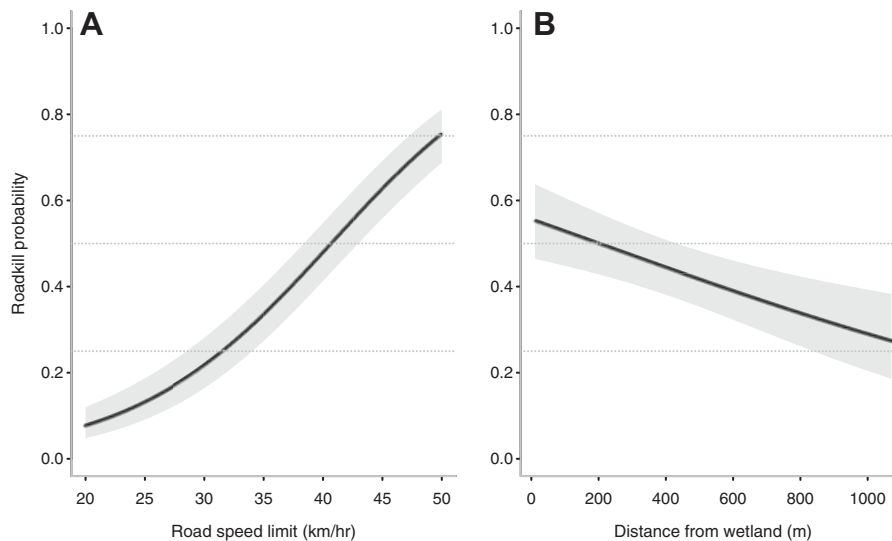 A
B
Roadkill probability
1.0
0.8
0.6
0.4
0.2
0.0
20 25 30 35 40 45 50
Road speed limit (km/hr)
1.0
0.8
0.6
0.4
0.2
0.0
0 200 400 600 800 1000
Distance from wetland (m)